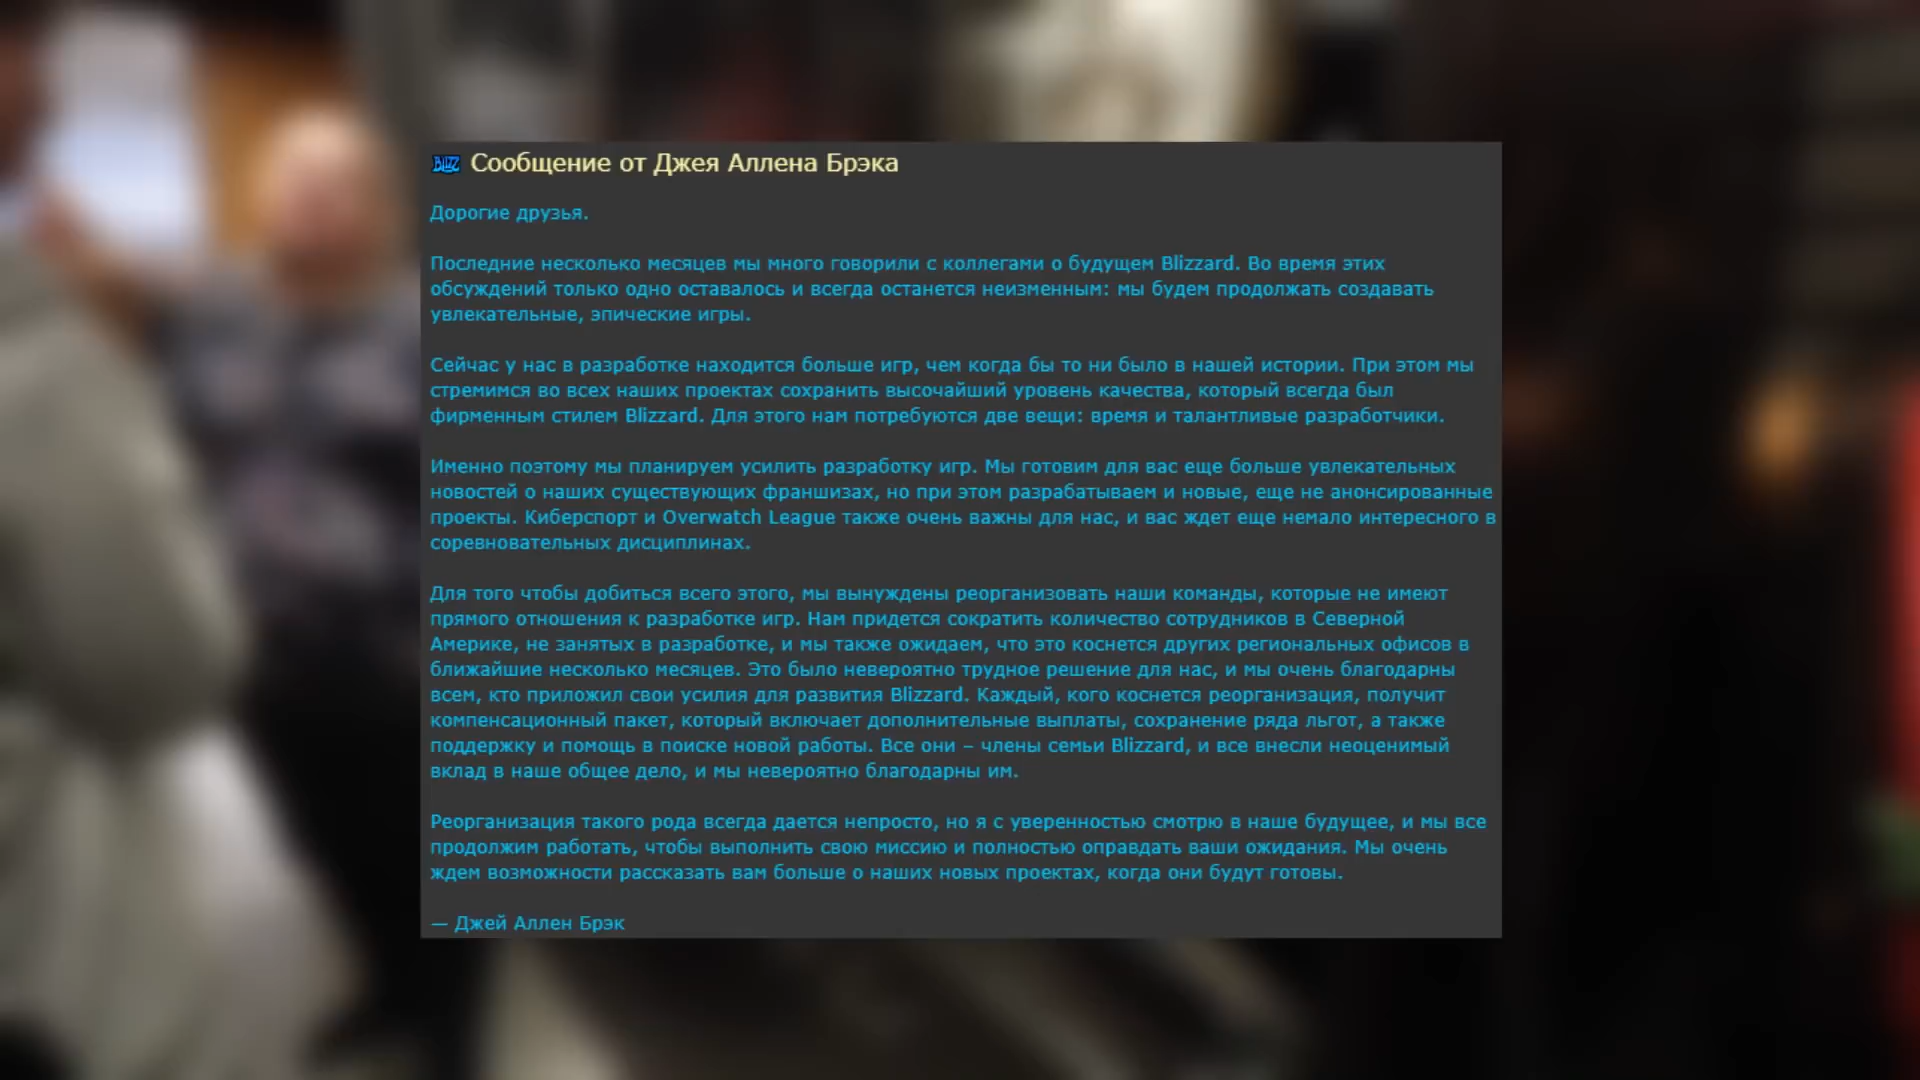 BLIZZ Сообщение от Джея Аллена Брэка
Дорогие друзья.
Последние несколько месяцев мы много говорили с коллегами о будущем Blizzard. Во время этих
обсуждений только одно оставалось и всегда останется неизменным: мы будем продолжать создавать
увлекательные, эпические игры.
Сейчас у нас в разработке находится больше игр, чем когда бы то ни было в нашей истории. При этом мы
стремимся во всех наших проектах сохранить высочайший уровень качества, который всегда был
фирменным стилем Blizzard. Для этого нам потребуются две вещи: время и талантливые разработчики.
Именно поэтому мы планируем усилить разработку игр. Мы готовим для вас еще больше увлекательных
новостей о наших существующих франшизах, но при этом разрабатываем и новые, еще не анонсированные
проекты. Киберспорт и Overwatch League также очень важны для нас, и вас ждет еще немало интересного в
соревновательных дисциплинах.
Для того чтобы добиться всего этого, мы вынуждены реорганизовать наши команды, которые не имеют
прямого отношения к разработке игр. Нам придется сократить количество сотрудников в Северной
Америке, не занятых в разработке, и мы также ожидаем, что это коснется других региональных офисов в
ближайшие несколько месяцев. Это было невероятно трудное решение для нас, и мы очень благодарны
всем, кто приложил свои усилия для развития Blizzard. Каждый, кого коснется реорганизация, получит
компенсационный пакет, который включает дополнительные выплаты, сохранение ряда льгот, а также
поддержку и помощь в поиске новой работы. Все они – члены семьи Blizzard, и все внесли неоценимый
вклад в наше общее дело, и мы невероятно благодарны им.
Реорганизация такого рода всегда дается непросто, но я с уверенностью смотрю в наше будущее, и мы все
продолжим работать, чтобы выполнить свою миссию и полностью оправдать ваши ожидания. Мы очень
ждем возможности рассказать вам больше о наших новых проектах, когда они будут готовы.
— Джей Аллен Брэк